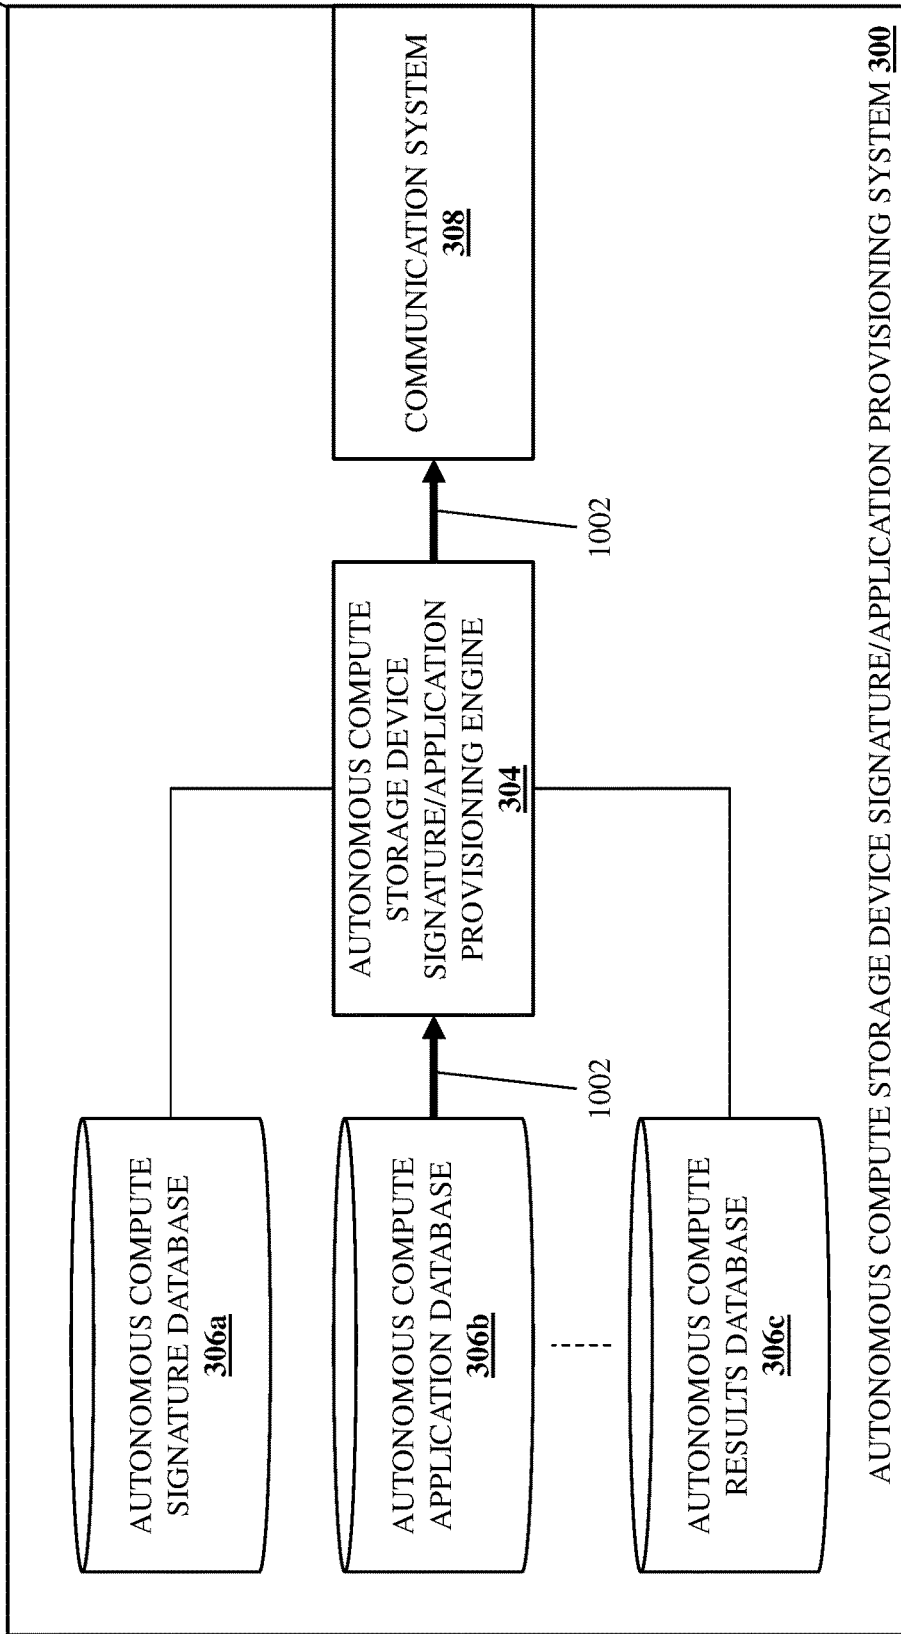 AUTONOMOUS COMPUTE
SIGNATURE DATABASE
306a
AUTONOMOUS COMPUTE
APPLICATION DATABASE
306b
AUTONOMOUS COMPUTE
RESULTS DATABASE
306c
1002
AUTONOMOUS COMPUTE
STORAGE DEVICE
SIGNATURE/APPLICATION
PROVISIONING ENGINE
304
1002
COMMUNICATION SYSTEM
308
AUTONOMOUS COMPUTE STORAGE DEVICE SIGNATURE/APPLICATION PROVISIONING SYSTEM 300